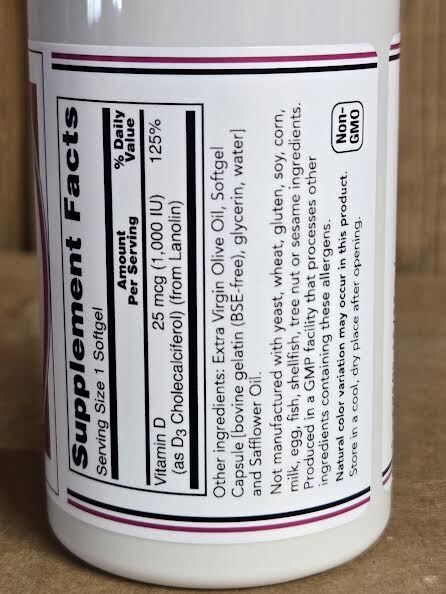 Supplement Facts
Serving Size 1 Softgel
Amount Per Serving
% Daily Value
Vitamin D 25 mcg (1,000 IU) 125%
(as D3 Cholecalciferol) (from Lanolin)
Other ingredients: Extra Virgin Olive Oil, Softgel
Capsule [bovine gelatin (BSE-free), glycerin, water]
and Safflower Oil.
Not manufactured with yeast, wheat, gluten, soy, corn,
milk, egg, fish, shellfish, tree nut or sesame ingredients.
Produced in a GMP facility that processes other
ingredients containing these allergens.
Natural color variation may occur in this product.
Store in a cool, dry place after opening.
Non-
GMO